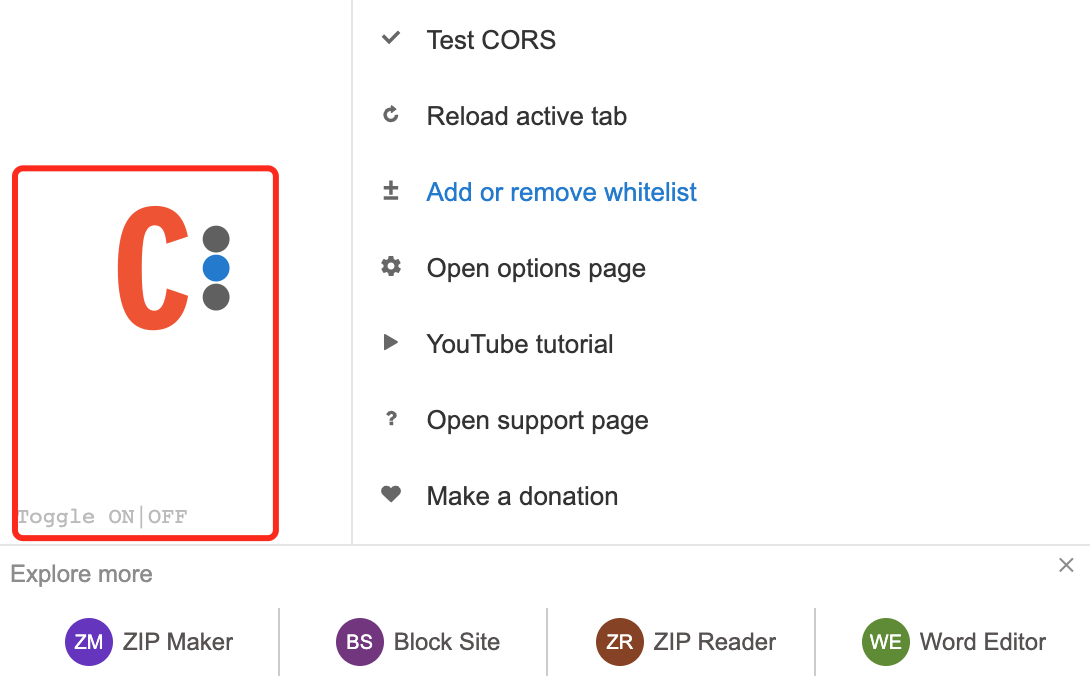 Test CORS
Reload active tab
Add or remove whitelist
Open options page
YouTube tutorial
? Open support page
Make a donation
C
Toggle ON|OFF
Explore more
ZM ZIP Maker
BS Block Site
ZR ZIP Reader
WE Word Editor